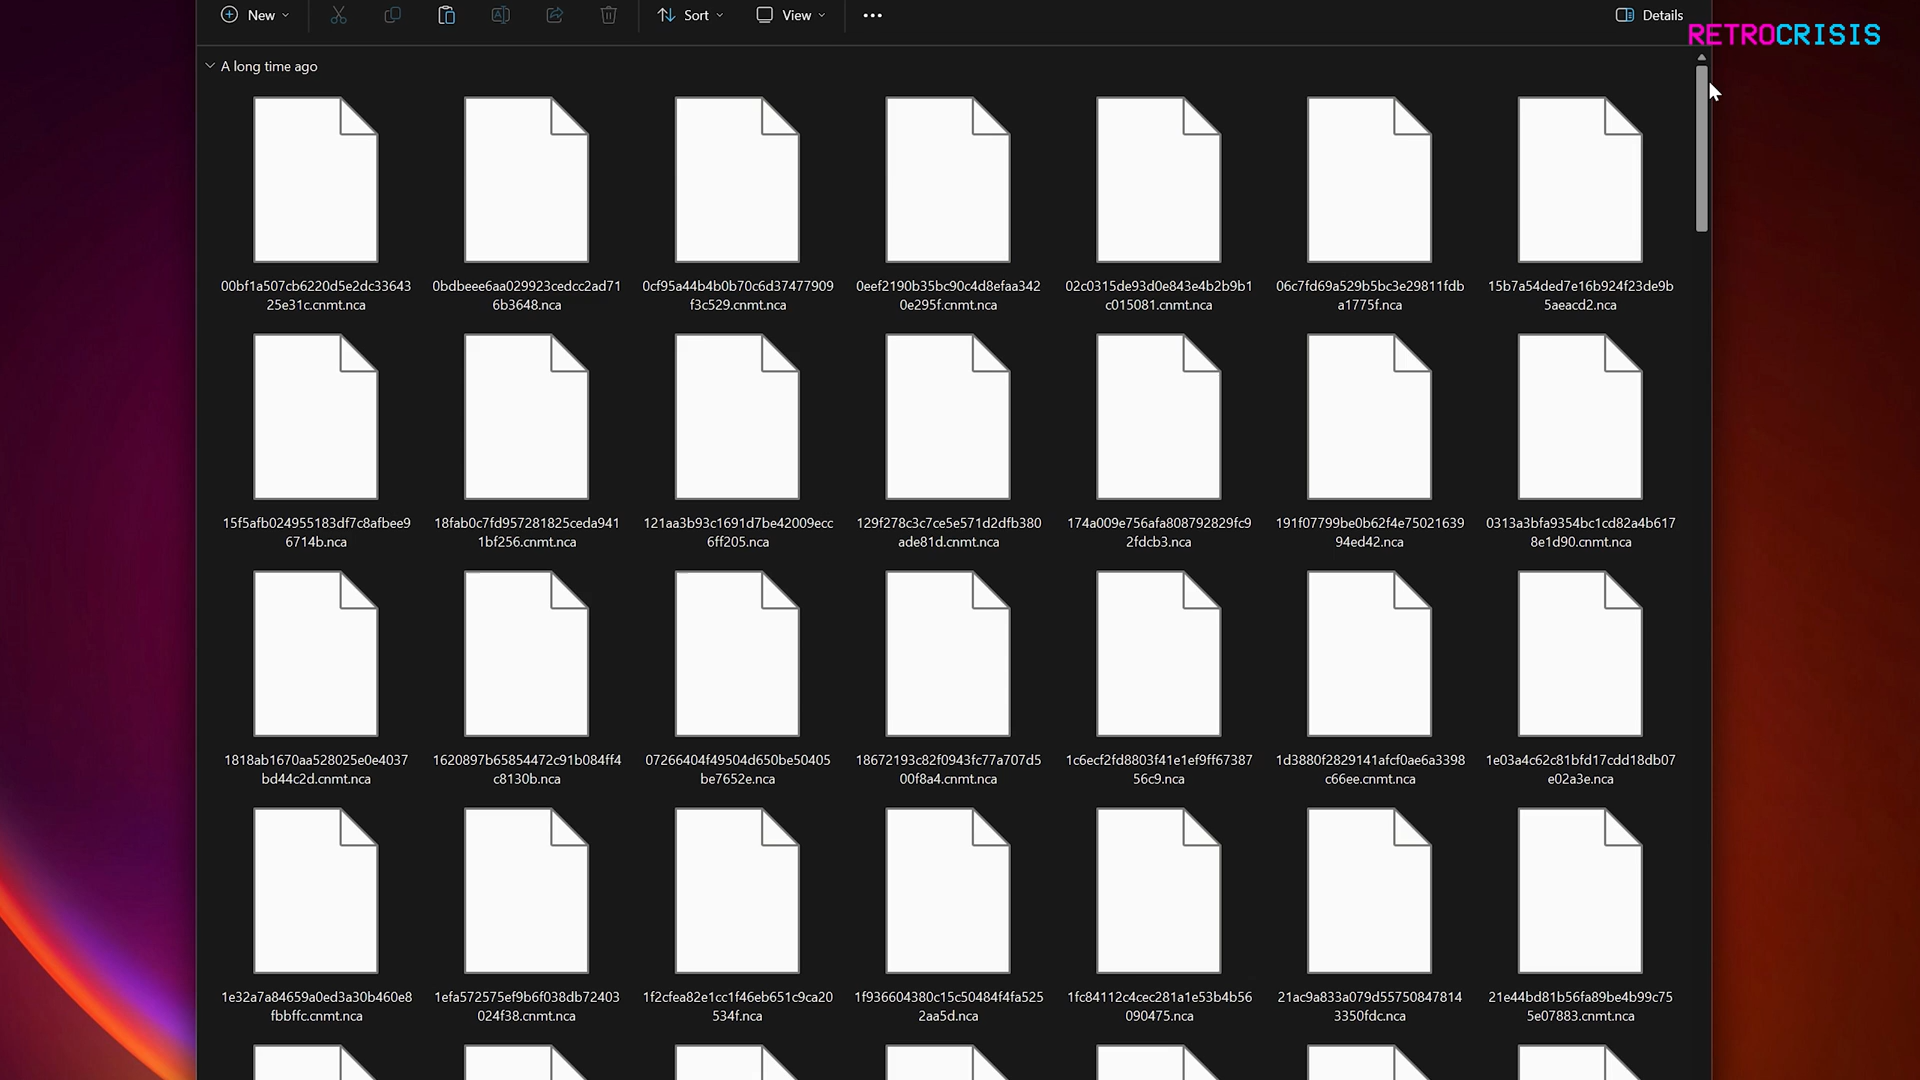 New
Sort
View
Details
RETROCRISIS
A long time ago
00bf1a507cb6220d5e2dc33643
25e31c.cnmt.nca
0bdbeee6aa029923cedcc2ad71
6b3648.nca
0cf95a44b4b0b70c6d37477909
f3c529.cnmt.nca
0eef2190b35bc90c4d8efaa342
0e295f.cnmt.nca
02c0315de93d0e843e4b2b9b1
c015081.cnmt.nca
06c7fd69a529b5bc3e29811fdb
a1775f.nca
15b7a54ded7e16b924f23de9b
5aeacd2.nca
15f5afb024955183df7c8afbee9
6714b.nca
18fab0c7fd957281825ceda941
1bf256.cnmt.nca
121aa3b93c1691d7be42009ecc
6ff205.nca
129f278c3c7ce5e571d2dfb380
ade81d.cnmt.nca
174a009e756afa808792829fc9
2fdcb3.nca
191f07799be0b62f4e75021639
94ed42.nca
0313a3bfa9354bc1cd82a4b617
8e1d90.cnmt.nca
1818ab1670aa528025e0e4037
bd44c2d.cnmt.nca
1620897b65854472c91b084ff4
c8130b.nca
07266404f49504d650be50405
be7652e.nca
18672193c82f0943fc77a707d5
00f8a4.cnmt.nca
1c6ecf2fd8803f41e1ef9ff67387
56c9.nca
1d3880f2829141afcf0ae6a3398
c66ee.cnmt.nca
1e03a4c62c81bfd17cdd18db07
e02a3e.nca
1e32a7a84659a0ed3a30b460e8
fbbffc.cnmt.nca
1efa572575ef9b6f038db72403
024f38.cnmt.nca
1f2cfea82e1cc1f46eb651c9ca20
534f.nca
1f936604380c15c50484f4fa525
2aa5d.nca
1fc84112c4cec281a1e53b4b56
090475.nca
21ac9a833a079d55750847814
3350fdc.nca
21e44bd81b56fa89be4b99c75
5e07883.cnmt.nca